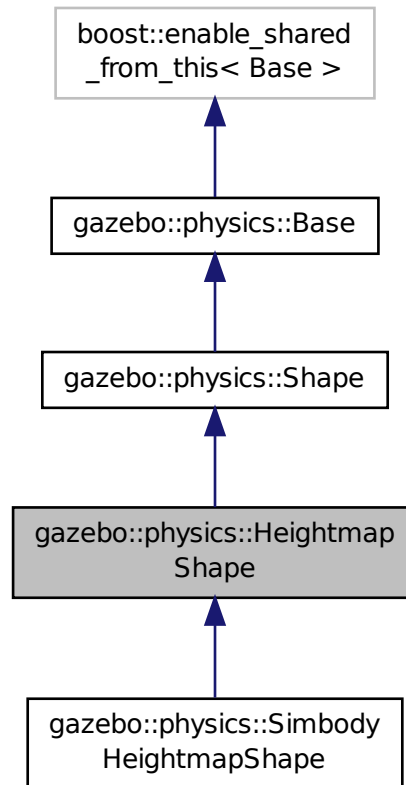 boost::enable_shared
_from_this< Base >
gazebo::physics::Base
gazebo::physics::Shape
gazebo::physics::Heightmap
Shape
gazebo::physics::Simbody
HeightmapShape